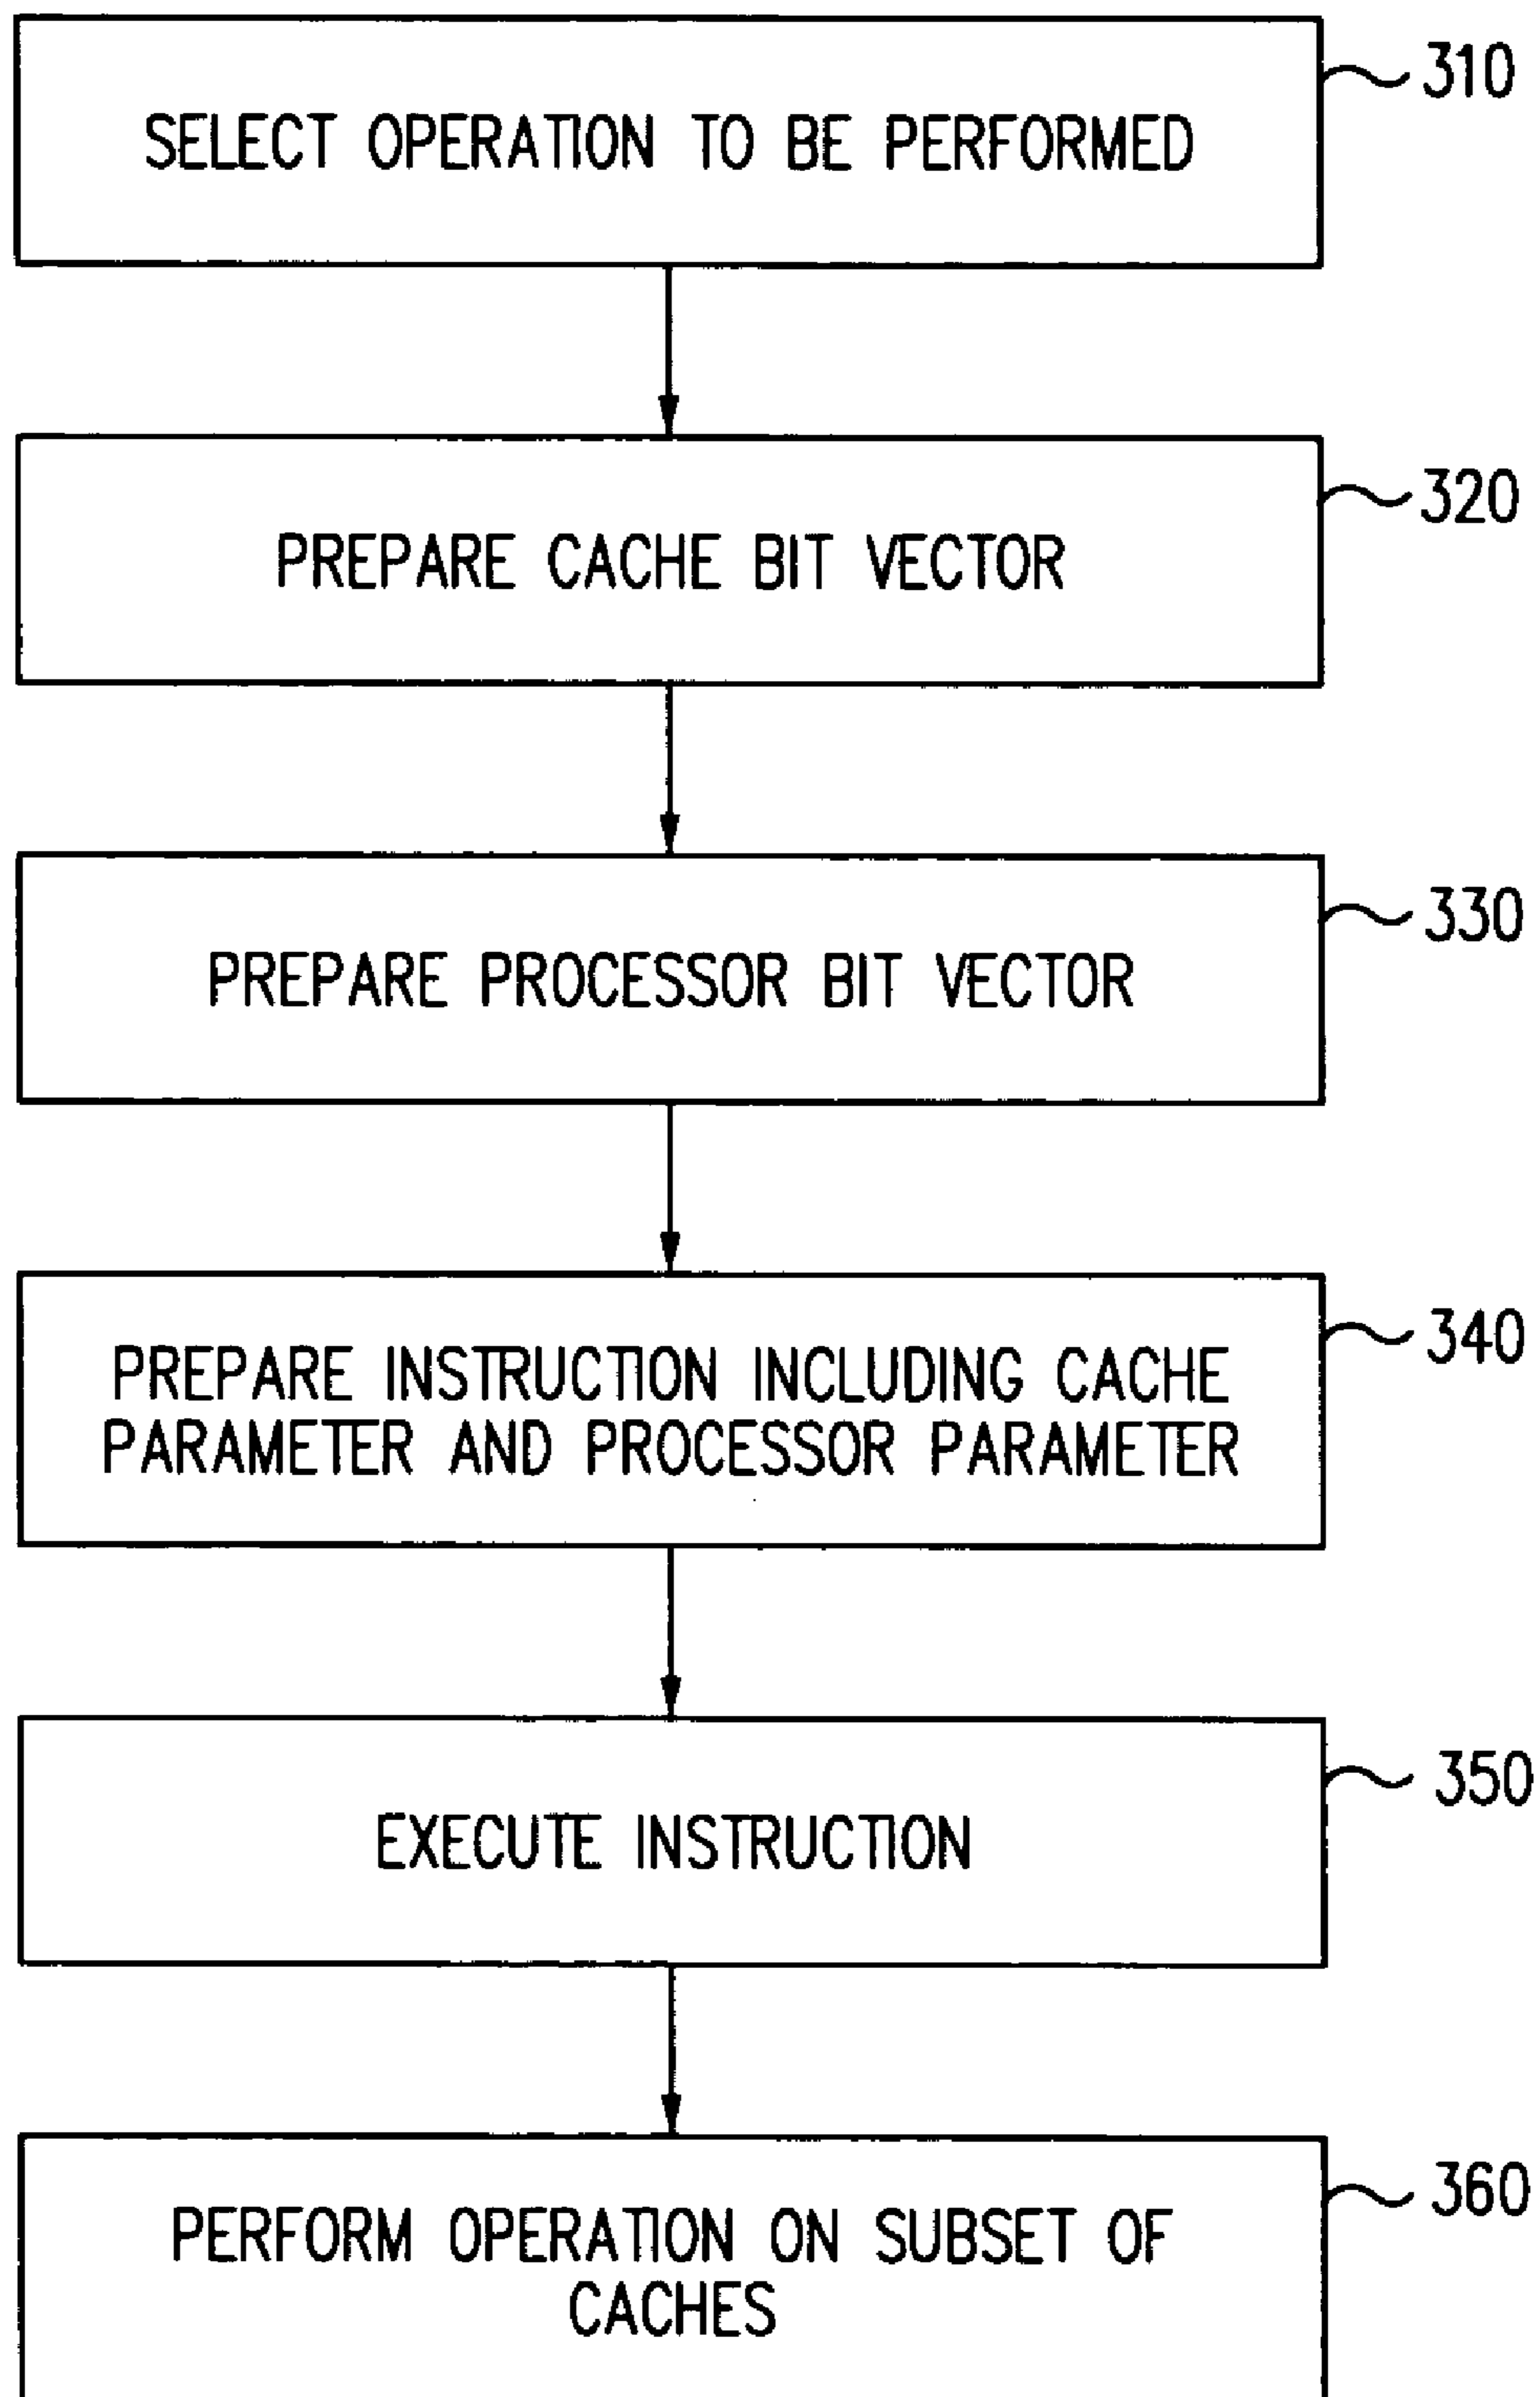 SELECT OPERATION TO BE PERFORMED
310
PREPARE CACHE BIT VECTOR
320
PREPARE PROCESSOR BIT VECTOR
330
PREPARE INSTRUCTION INCLUDING CACHE
PARAMETER AND PROCESSOR PARAMETER
340
EXECUTE INSTRUCTION
350
PERFORM OPERATION ON SUBSET OF
CACHES
360